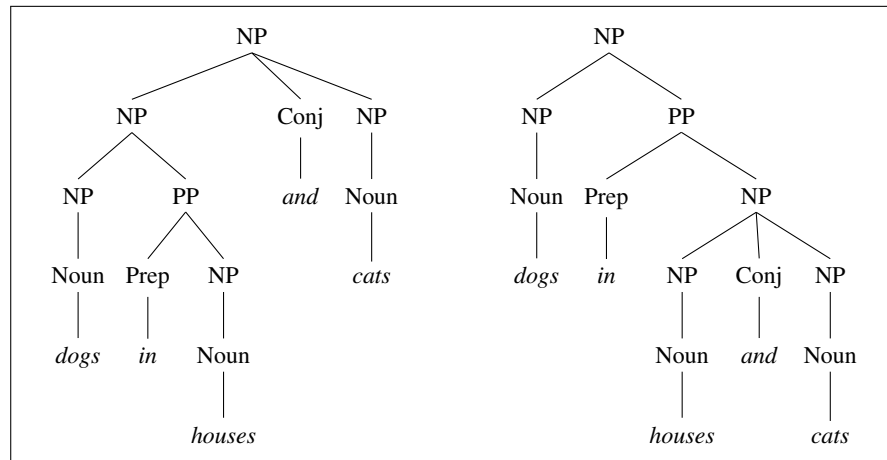 NP NP
NP Conj NP NP PP
NP PP and Noun Noun Prep NP
Noun Prep NP cats dogs in NP Conj NP
dogs in Noun Noun and Noun
houses houses cats